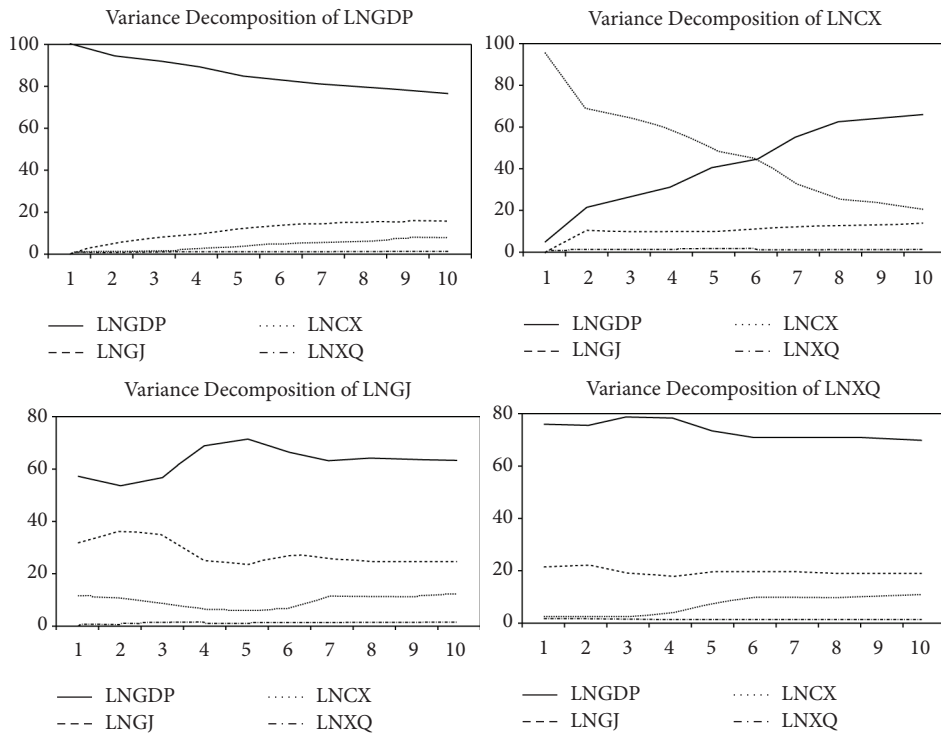 Variance Decomposition of LNGDP
100
80
60
40
20
0
1 2 3 4 5 6 7 8 9 10
LNGDP LNCX
LNGJ LNXQ
Variance Decomposition of LNCX
100
80
60
40
20
0
1 2 3 4 5 6 7 8 9 10
LNGDP LNCX
LNGJ LNXQ
Variance Decomposition of LNGJ
80
60
40
20
0
1 2 3 4 5 6 7 8 9 10
LNGDP LNCX
LNGJ LNXQ
Variance Decomposition of LNXQ
80
60
40
20
0
1 2 3 4 5 6 7 8 9 10
LNGDP LNCX
LNGJ LNXQ